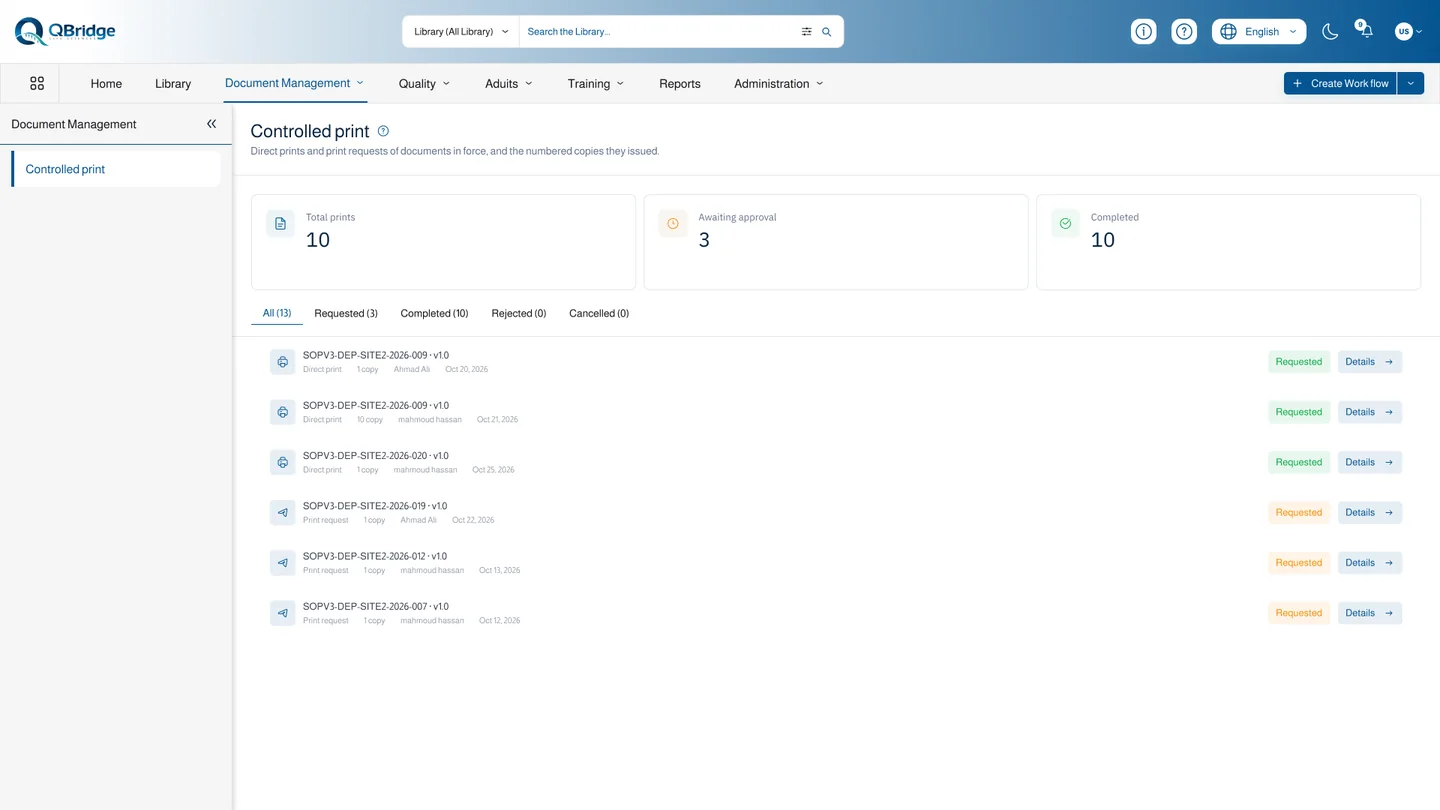 QBridge
LIFE SCIENCES
Library (All Library)
Search the Library...
English
9
US
Home
Library
Document Management
Quality
Aduits
Training
Reports
Administration
+ Create Work flow
Document Management
Controlled print
Controlled print
Direct prints and print requests of documents in force, and the numbered copies they issued.
Total prints
10
Awaiting approval
3
Completed
10
All (13)
Requested (3)
Completed (10)
Rejected (0)
Cancelled (0)
SOPV3-DEP-SITE2-2026-009 · v1.0
Direct print 1 copy Ahmad Ali Oct 20, 2026
Requested
Details →
SOPV3-DEP-SITE2-2026-009 · v1.0
Direct print 10 copy mahmoud hassan Oct 21, 2026
Requested
Details →
SOPV3-DEP-SITE2-2026-020 · v1.0
Direct print 1 copy mahmoud hassan Oct 25, 2026
Requested
Details →
SOPV3-DEP-SITE2-2026-019 · v1.0
Print request 1 copy Ahmad Ali Oct 22, 2026
Requested
Details →
SOPV3-DEP-SITE2-2026-012 · v1.0
Print request 1 copy mahmoud hassan Oct 13, 2026
Requested
Details →
SOPV3-DEP-SITE2-2026-007 · v1.0
Print request 1 copy mahmoud hassan Oct 12, 2026
Requested
Details →